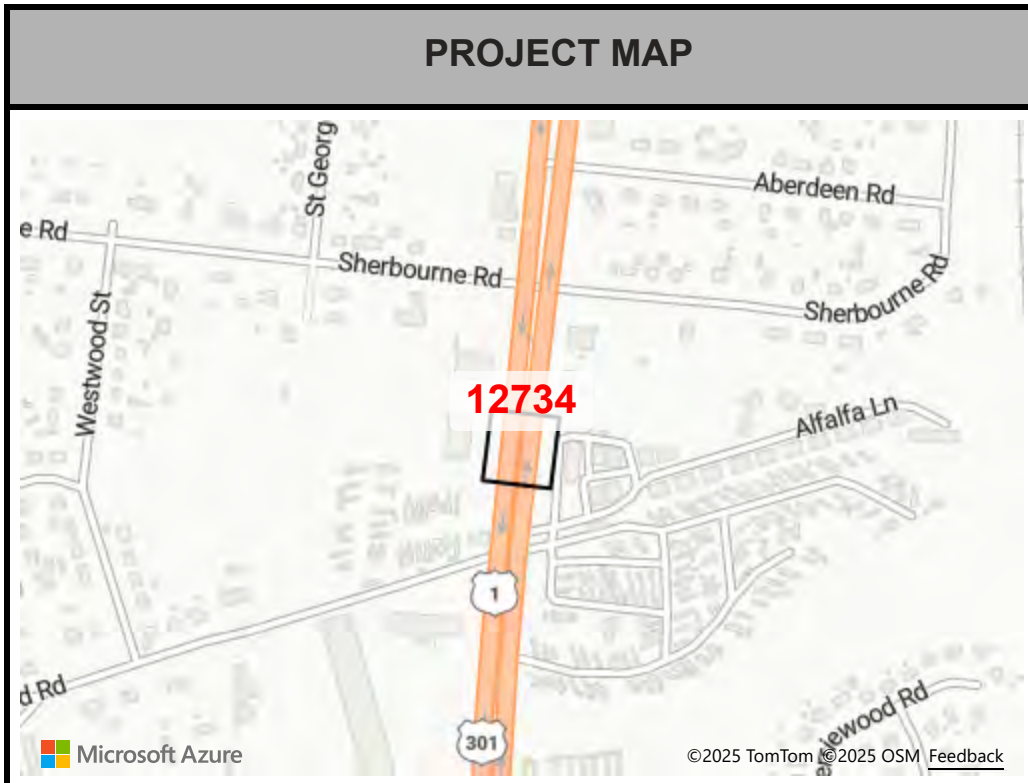 PROJECT MAP
St Georg
Aberdeen Rd
e Rd
Sherbourne Rd
Sherbourne Rd
Westwood St
12734
Alfalfa Ln
1
d Rd
ersiewood Rd
301
Microsoft Azure
©2025 TomTom ©2025 OSM Feedback